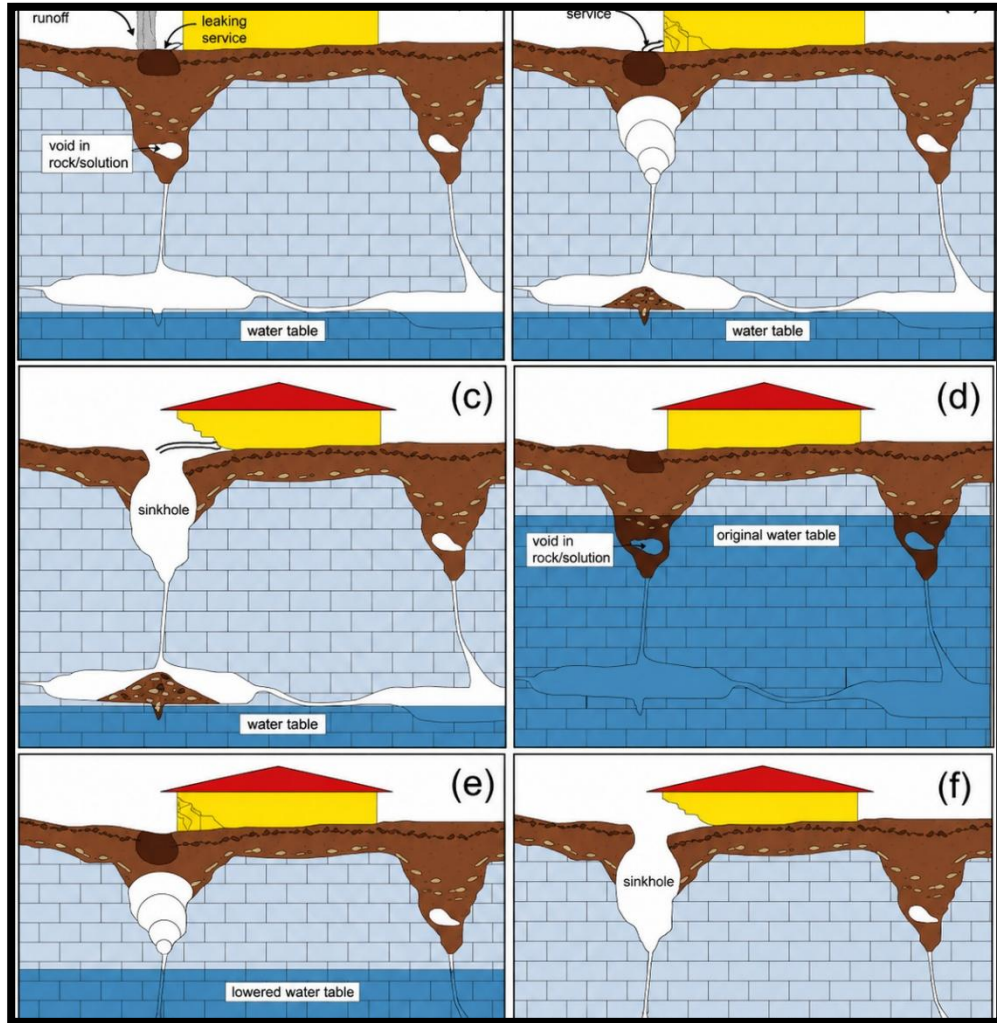 runoff
leaking
service
void in
rock/solution
water table
service
water table
(c)
sinkhole
water table
(d)
original water table
void in
rock/solution
(e)
lowered water table
(f)
sinkhole